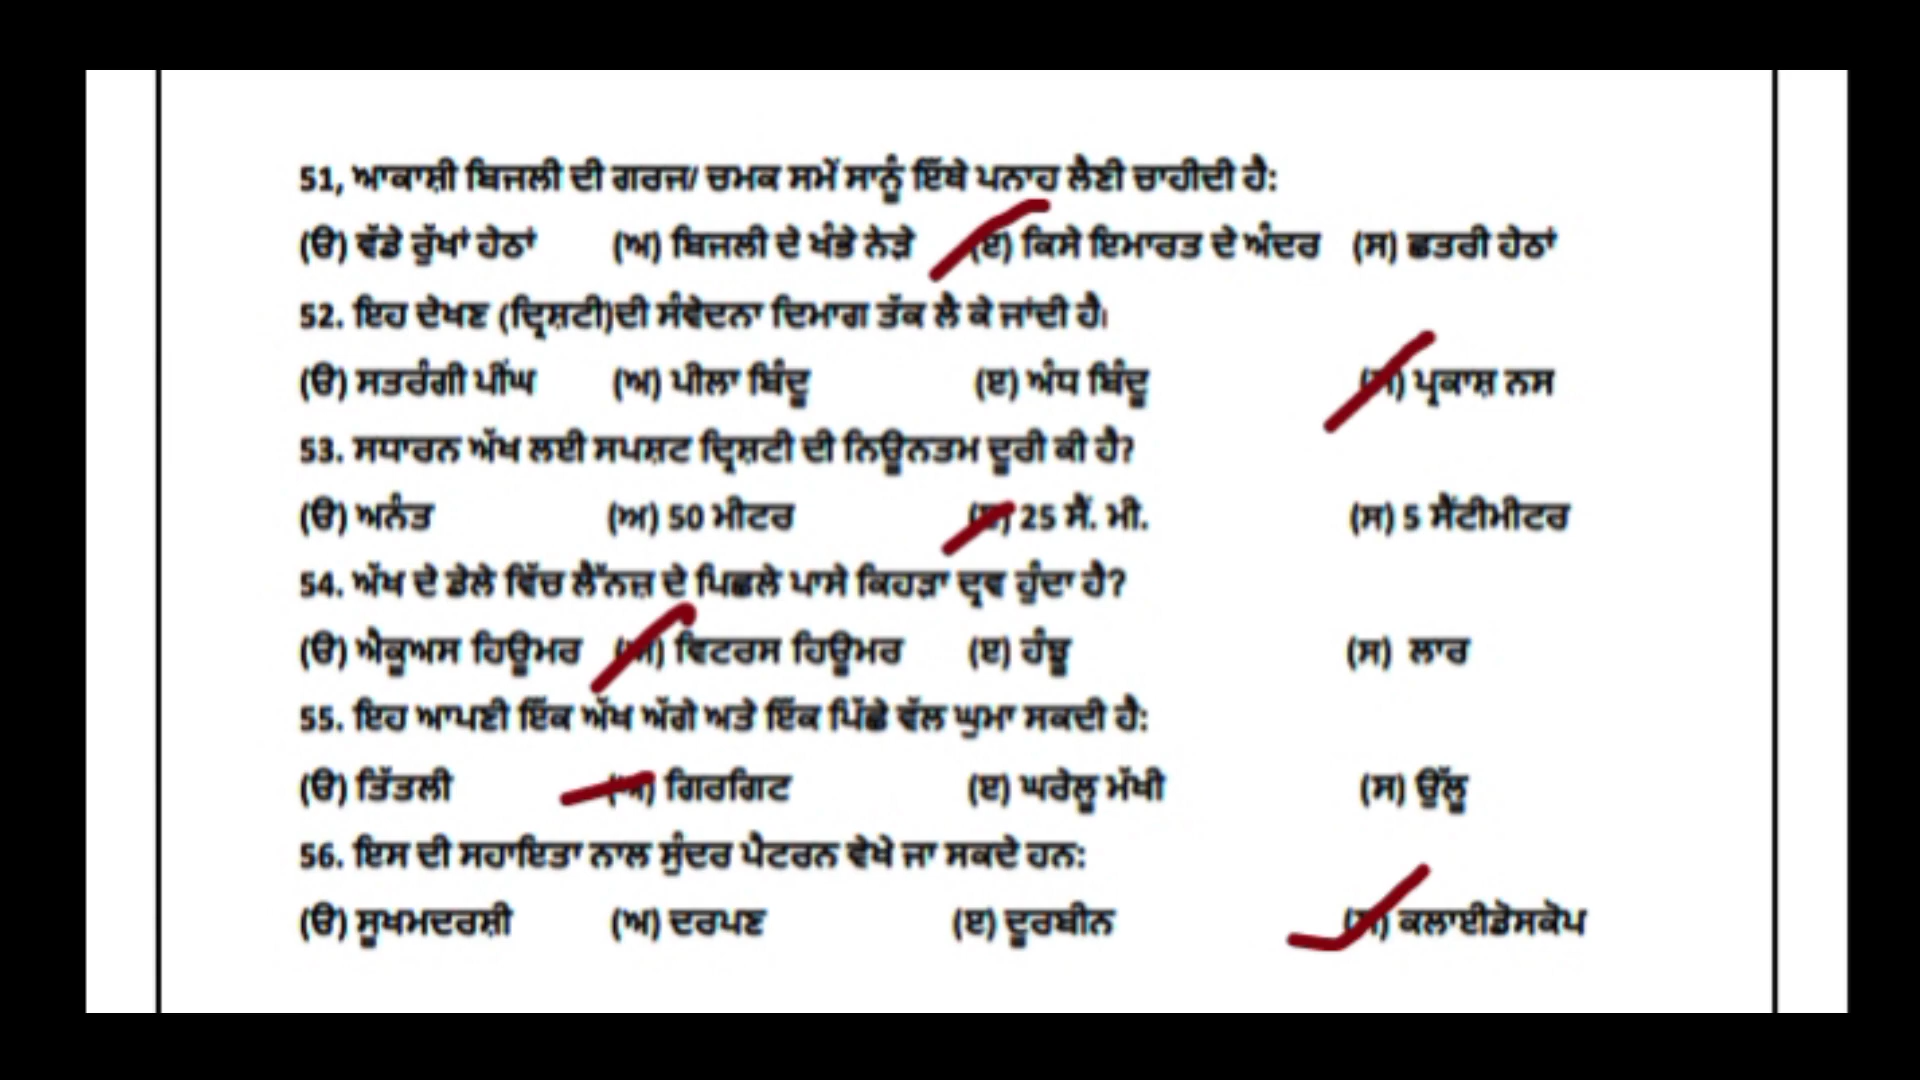 51, ਆਕਾਸ਼ੀ ਬਿਜਲੀ ਦੀ ਗਰਜ/ ਚਮਕ ਸਮੇਂ ਸਾਨੂੰ ਇੱਥੇ ਪਨਾਹ ਲੈਣੀ ਚਾਹੀਦੀ ਹੈ:
(ੳ) ਵੱਡੇ ਰੁੱਖਾਂ ਹੇਠਾਂ (ਅ) ਬਿਜਲੀ ਦੇ ਖੰਭੇ ਨੇੜੇ (ੲ) ਕਿਸੇ ਇਮਾਰਤ ਦੇ ਅੰਦਰ (ਸ) ਛਤਰੀ ਹੇਠਾਂ
52. ਇਹ ਦੇਖਣ (ਦ੍ਰਿਸ਼ਟੀ)ਦੀ ਸੰਵੇਦਨਾ ਦਿਮਾਗ ਤੱਕ ਲੈ ਕੇ ਜਾਂਦੀ ਹੈ।
(ੳ) ਸਤਰੰਗੀ ਪੀਂਘ (ਅ) ਪੀਲਾ ਬਿੰਦੂ (ੲ) ਅੰਧ ਬਿੰਦੂ (ਸ) ਪ੍ਰਕਾਸ਼ ਨਸ
53. ਸਧਾਰਨ ਅੱਖ ਲਈ ਸਪਸ਼ਟ ਦ੍ਰਿਸ਼ਟੀ ਦੀ ਨਿਊਨਤਮ ਦੂਰੀ ਕੀ ਹੈ?
(ੳ) ਅਨੰਤ (ਅ) 50 ਮੀਟਰ (ੲ) 25 ਸੈਂ. ਮੀ. (ਸ) 5 ਸੈਂਟੀਮੀਟਰ
54. ਅੱਖ ਦੇ ਡੇਲੇ ਵਿੱਚ ਲੈੱਨਜ਼ ਦੇ ਪਿਛਲੇ ਪਾਸੇ ਕਿਹੜਾ ਦ੍ਰਵ ਹੁੰਦਾ ਹੈ?
(ੳ) ਐਕੂਅਸ ਹਿਊਮਰ (ਅ) ਵਿਟਰਸ ਹਿਊਮਰ (ੲ) ਹੰਝੂ (ਸ) ਲਾਰ
55. ਇਹ ਆਪਣੀ ਇੱਕ ਅੱਖ ਅੱਗੇ ਅਤੇ ਇੱਕ ਪਿੱਛੇ ਵੱਲ ਘੁਮਾ ਸਕਦੀ ਹੈ:
(ੳ) ਤਿੱਤਲੀ (ਅ) ਗਿਰਗਿਟ (ੲ) ਘਰੇਲੂ ਮੱਖੀ (ਸ) ਉੱਲੂ
56. ਇਸ ਦੀ ਸਹਾਇਤਾ ਨਾਲ ਸੁੰਦਰ ਪੈਟਰਨ ਵੇਖੇ ਜਾ ਸਕਦੇ ਹਨ:
(ੳ) ਸੂਖਮਦਰਸ਼ੀ (ਅ) ਦਰਪਣ (ੲ) ਦੂਰਬੀਨ (ਸ) ਕਲਾਈਡੋਸਕੋਪ